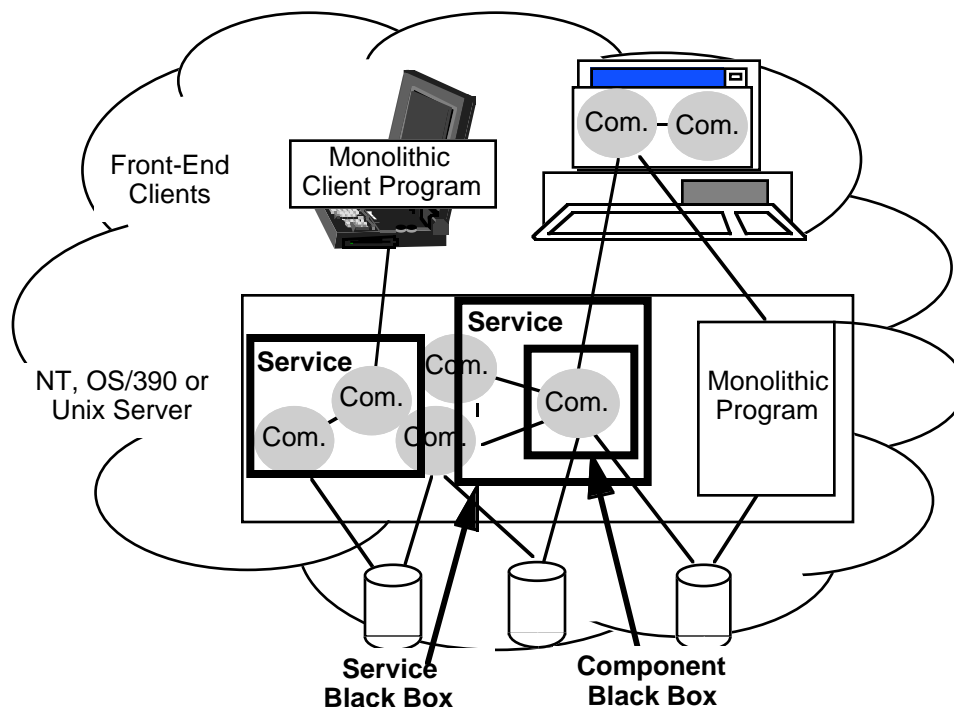 Com.
Com.
Front-End
Clients
Monolithic
Client Program
Service
Service
NT, OS/390 or
Unix Server
Com.
Com.
Com.
Com.
Com.
Monolithic
Program
Service
Black Box
Component
Black Box